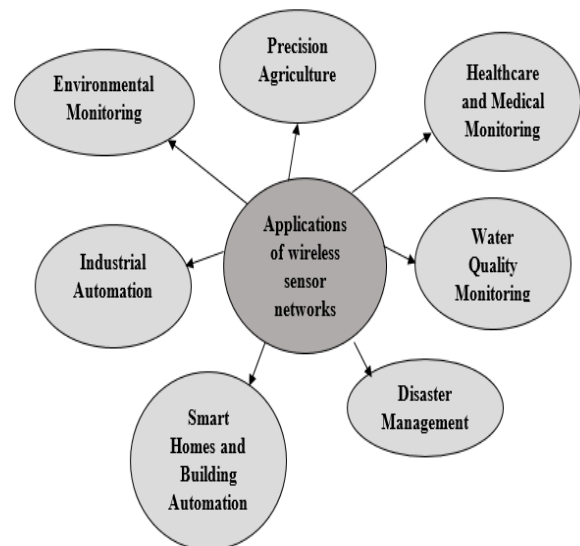 Precision
Agriculture
Environmental
Monitoring
Healthcare
and Medical
Monitoring
Applications
of wireless
sensor
networks
Water
Quality
Monitoring
Industrial
Automation
Disaster
Management
Smart
Homes and
Building
Automation